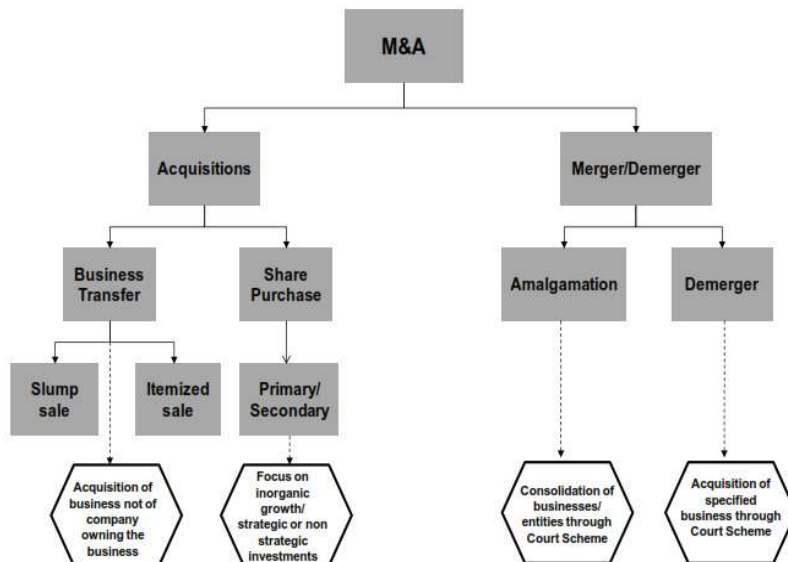 M&A
Acquisitions
Merger/Demerger
Business
Transfer
Share
Purchase
Amalgamation
Demerger
Slump
sale
Itemized
sale
Primary/
Secondary
Acquisition of
business not of
company
owning the
business
Focus on
inorganic
growth/
strategic or non
strategic
investments
Consolidation of
businesses/
entities through
Court Scheme
Acquisition of
specified
business through
Court Scheme